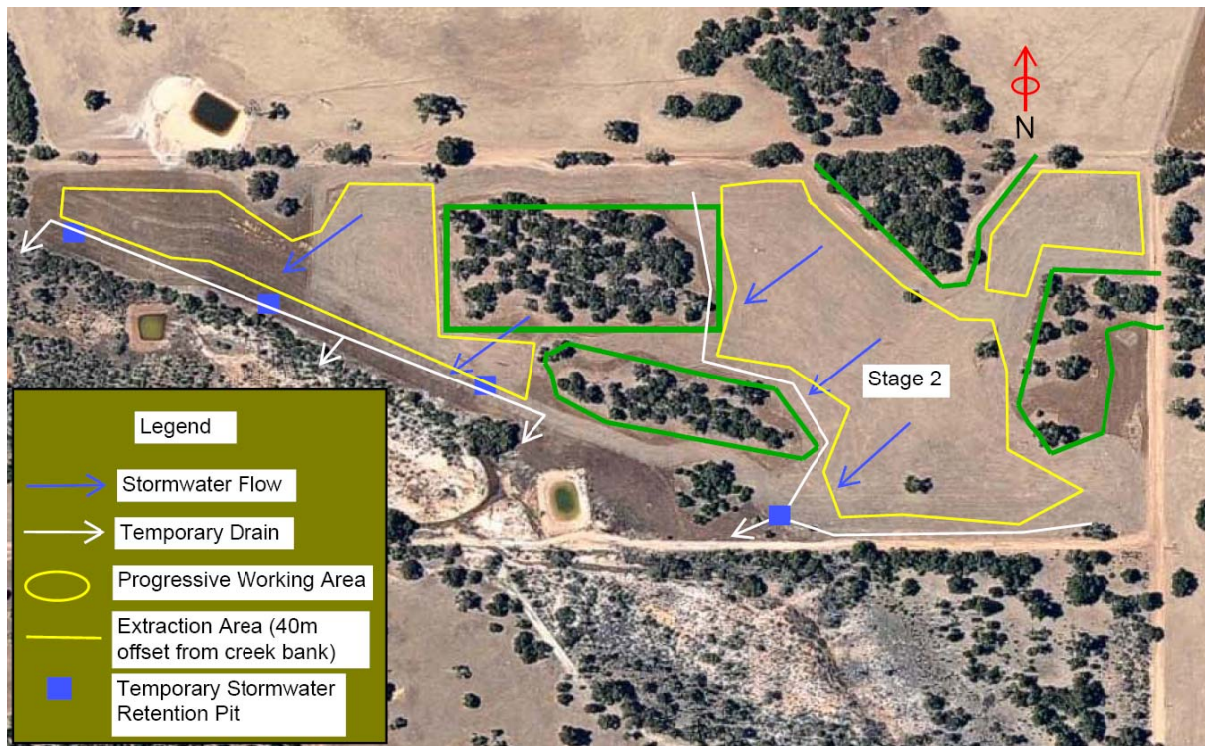 N
Stage 2
Legend
Stormwater Flow
Temporary Drain
Progressive Working Area
Extraction Area (40m
offset from creek bank)
Temporary Stormwater
Retention Pit